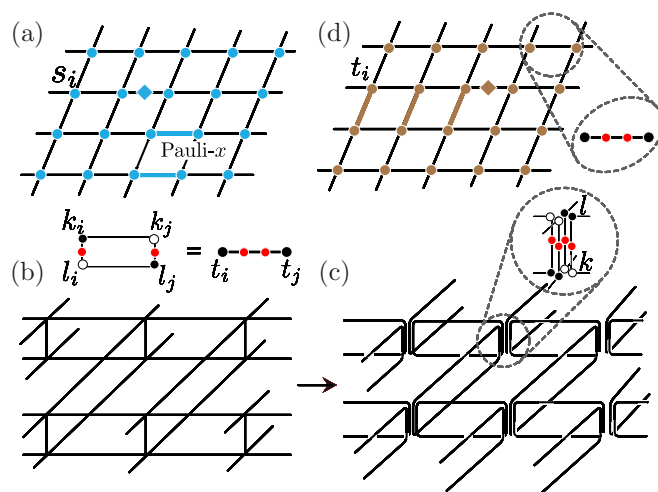 (a)
(d)
s_i
t_i
Pauli-x
k_i k_j
l_i l_j
=
t_i t_j
(b)
(c)
l
k